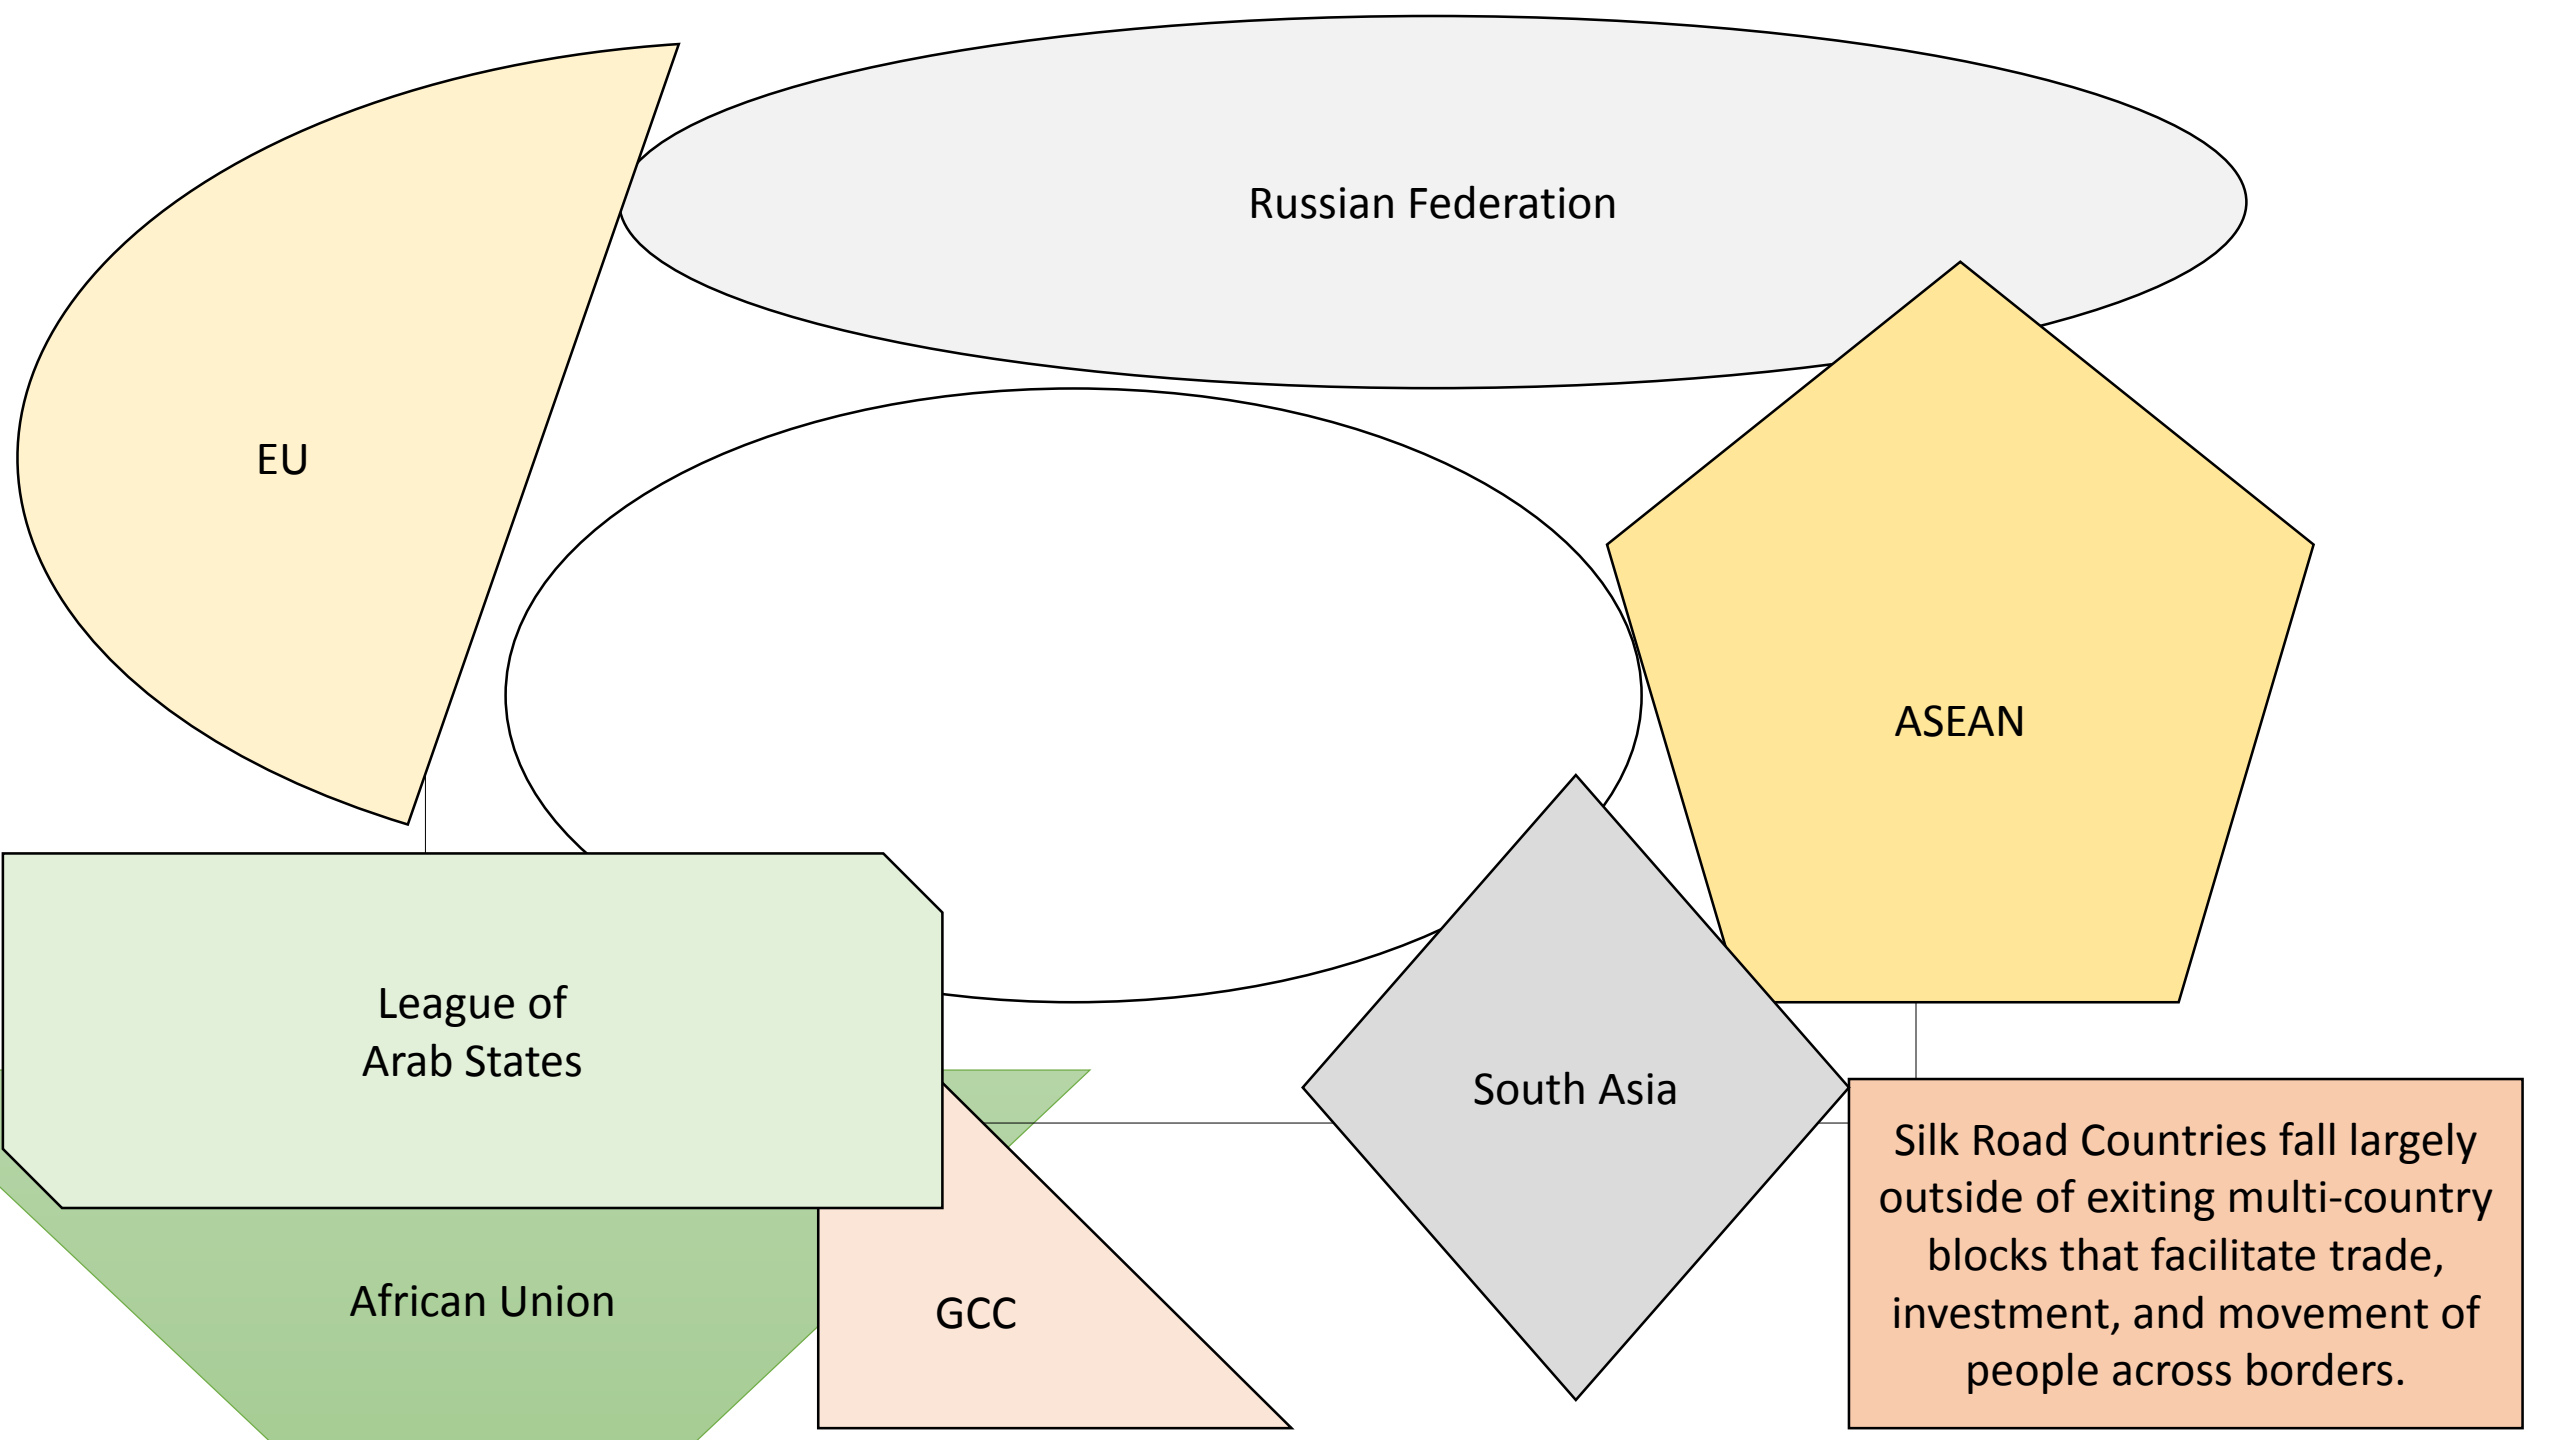 Russian Federation
EU
ASEAN
League of
Arab States
South Asia
African Union
GCC
Silk Road Countries fall largely
outside of exiting multi-country
blocks that facilitate trade,
investment, and movement of
people across borders.